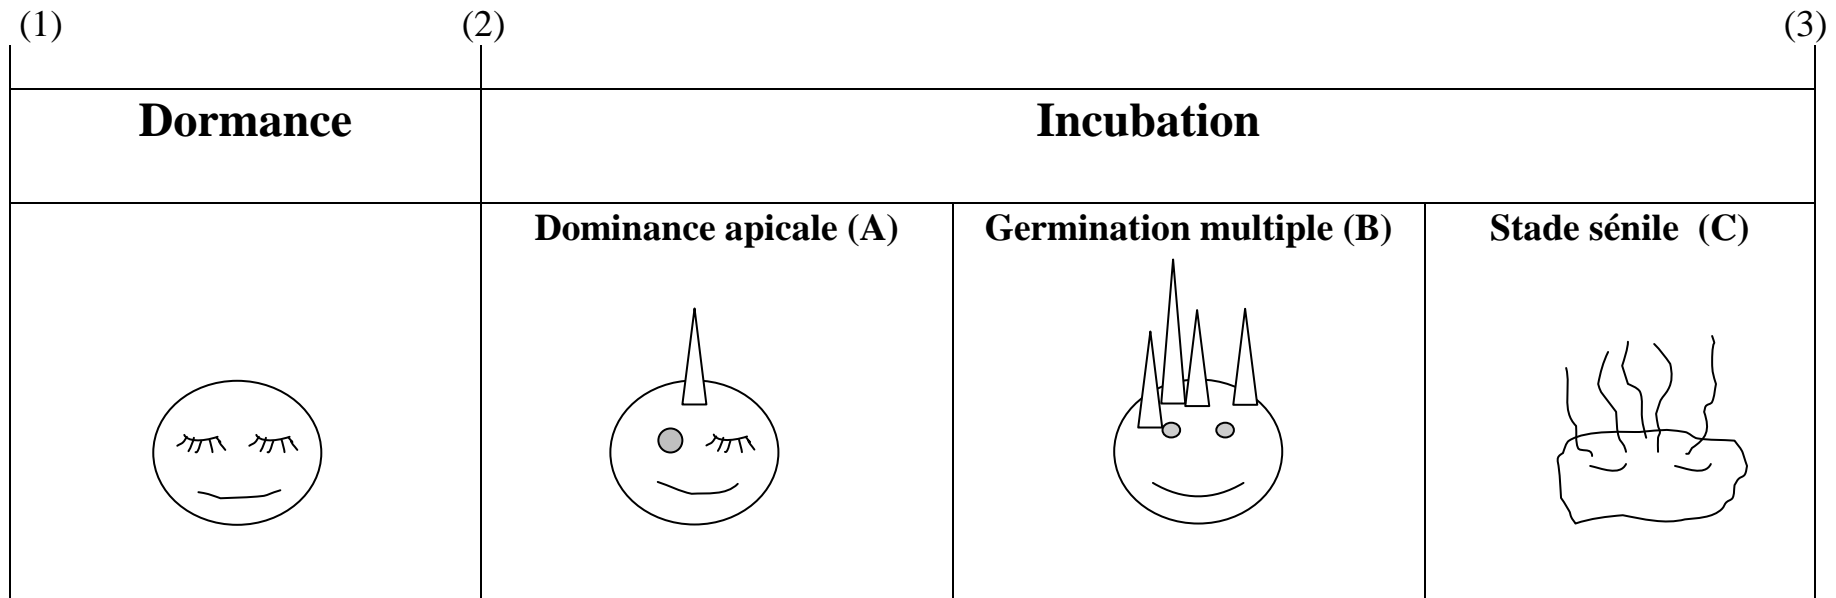 (1) (2) (3)
Dormance Incubation
Dominance apicale (A) Germination multiple (B) Stade sénile (C)